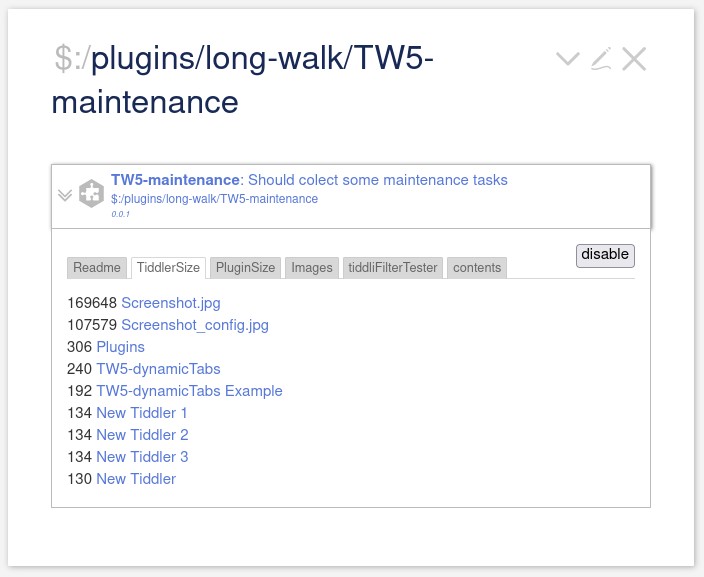 $:/plugins/long-walk/TW5-
maintenance
TW5-maintenance: Should colect some maintenance tasks
$:/plugins/long-walk/TW5-maintenance
0.0.1
disable
Readme TiddlerSize PluginSize Images tiddliFilterTester contents
169648 Screenshot.jpg
107579 Screenshot_config.jpg
306 Plugins
240 TW5-dynamicTabs
192 TW5-dynamicTabs Example
134 New Tiddler 1
134 New Tiddler 2
134 New Tiddler 3
130 New Tiddler